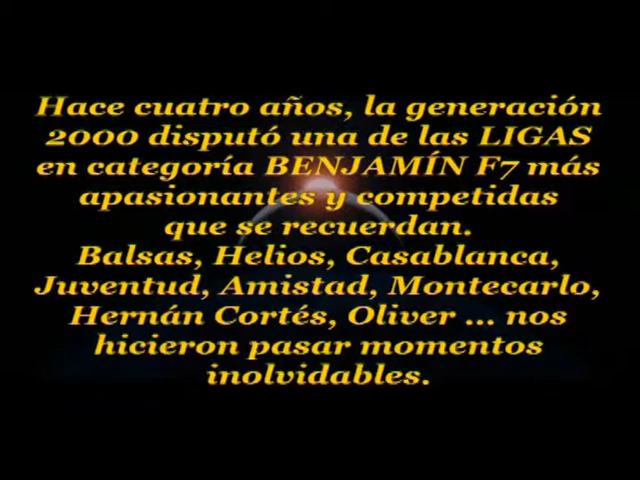 Hace cuatro años, la generación
2000 disputó una de las LIGAS
en categoría BENJAMÍN F7 más
apasionantes y competidas
que se recuerdan.
Balsas, Helios, Casablanca,
Juventud, Amistad, Montecarlo,
Hernán Cortés, Oliver ... nos
hicieron pasar momentos
inolvidables.